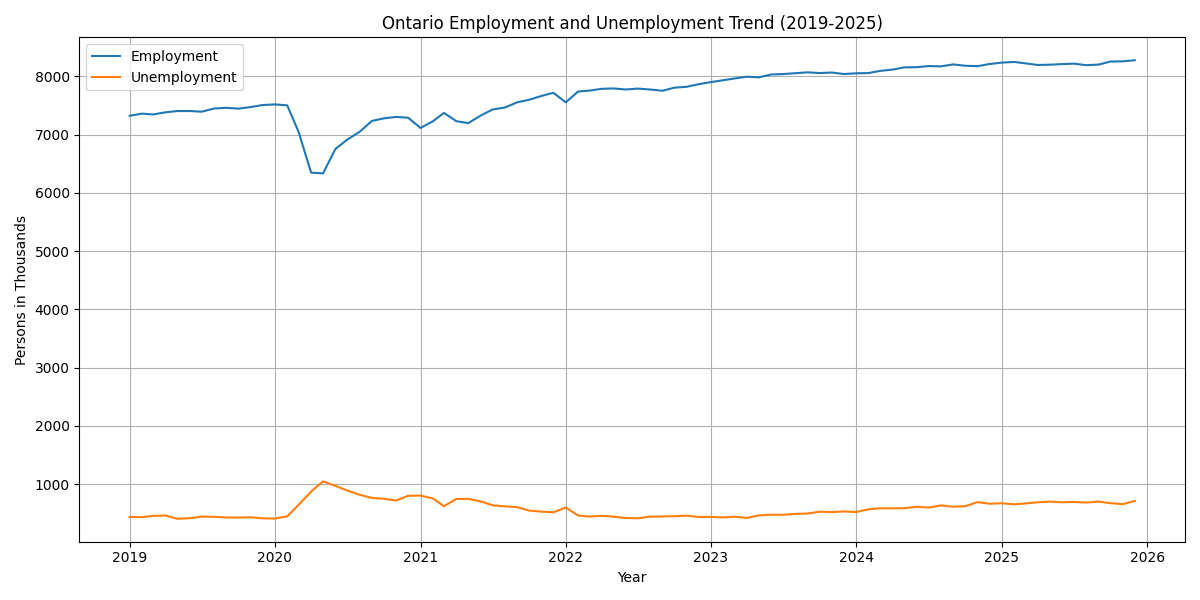 Ontario Employment and Unemployment Trend (2019-2025)
Employment
Unemployment
Persons in Thousands
8000
7000
6000
5000
4000
3000
2000
1000
2019 2020 2021 2022 2023 2024 2025 2026
Year